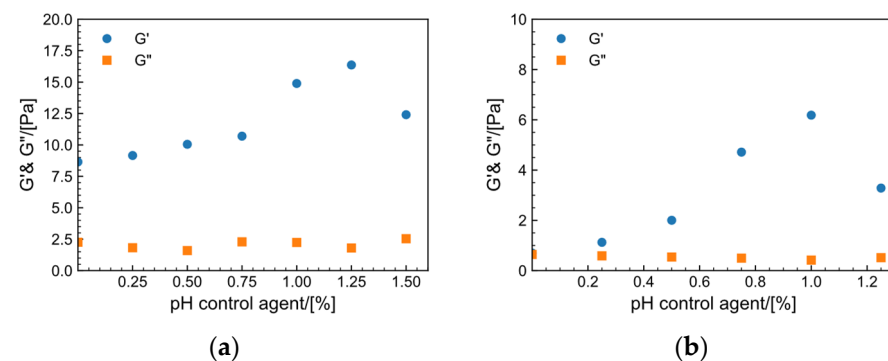 G'
G"
G'& G"/[Pa]
20.0
17.5
15.0
12.5
10.0
7.5
5.0
2.5
0.0
0.25 0.50 0.75 1.00 1.25 1.50
pH control agent/[%]
(a)
G'
G"
G'& G"/[Pa]
10
8
6
4
2
0
0.2 0.4 0.6 0.8 1.0 1.2
pH control agent/[%]
(b)